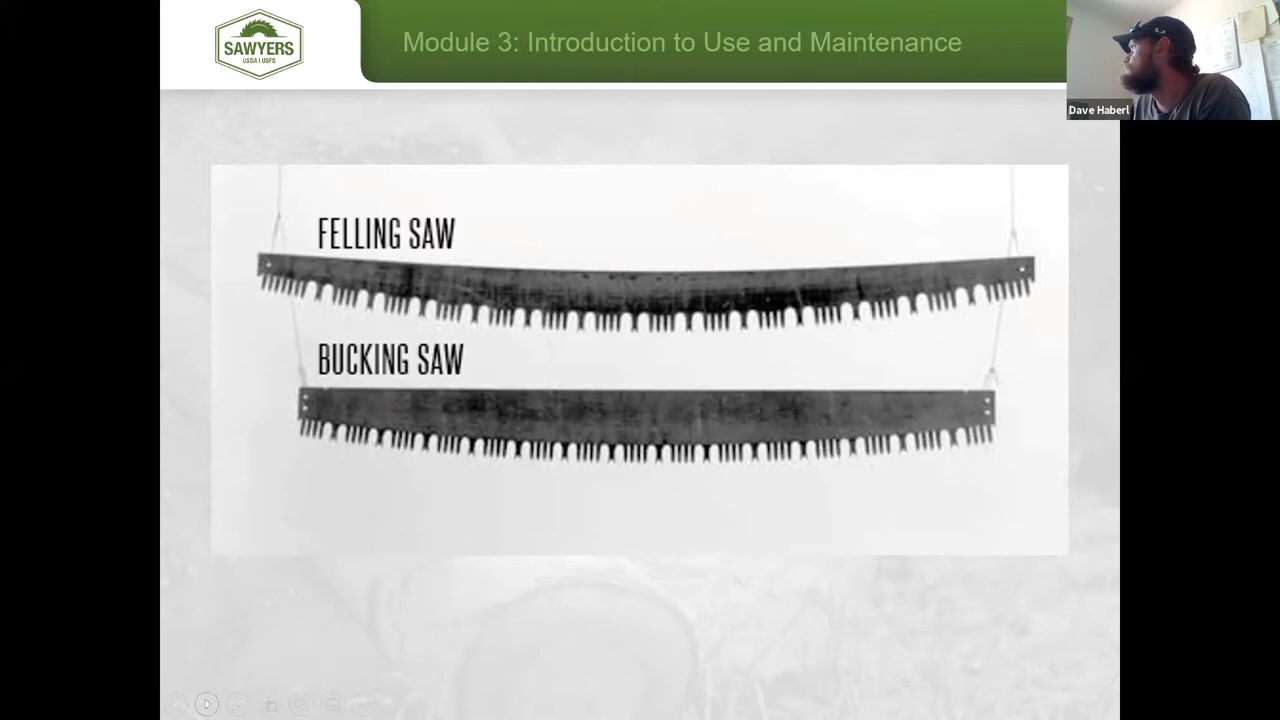 SAWYERS
USDA | USFS
Module 3: Introduction to Use and Maintenance
Dave Haberl
FELLING SAW
BUCKING SAW